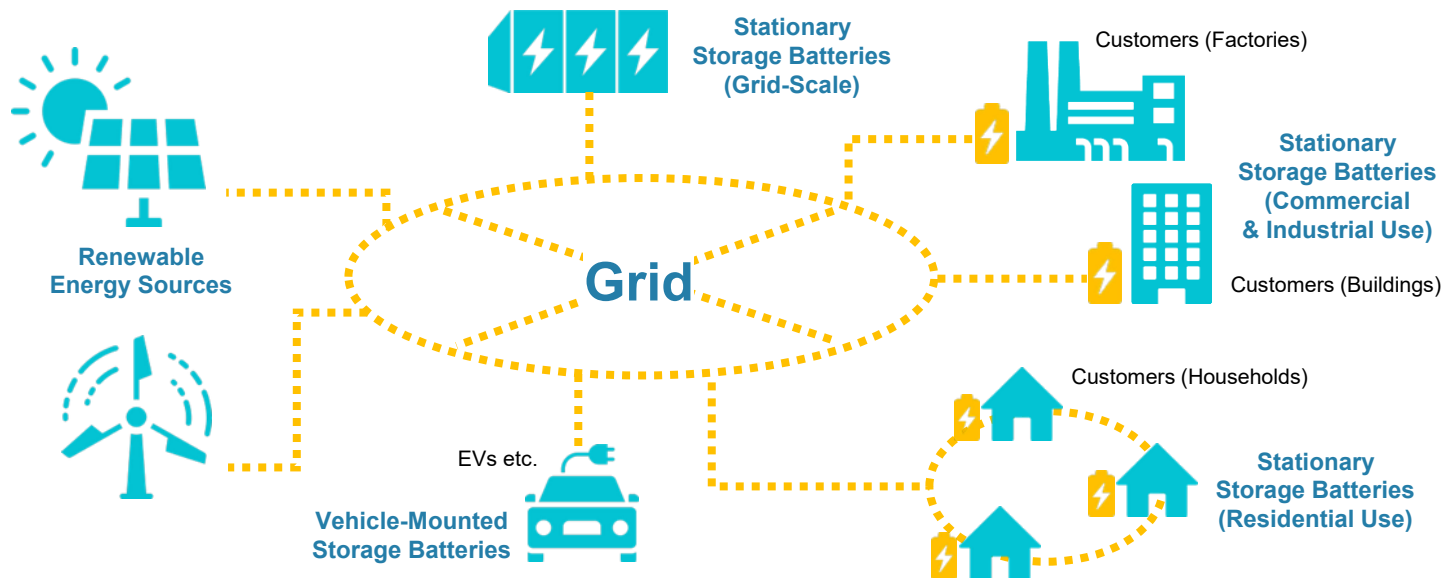 Stationary
Storage Batteries
(Grid-Scale)
Customers (Factories)
Stationary
Storage Batteries
(Commercial
& Industrial Use)
Customers (Buildings)
Renewable
Energy Sources
Grid
Customers (Households)
EVs etc.
Vehicle-Mounted
Storage Batteries
Stationary
Storage Batteries
(Residential Use)